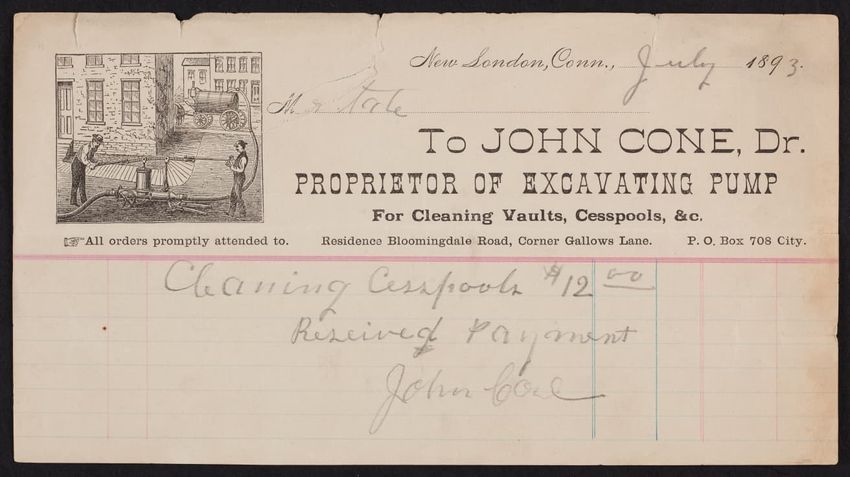 New London, Conn., July 1893.
M. r Tate
To JOHN CONE, Dr.
PROPRIETOR OF EXCAVATING PUMP
For Cleaning Vaults, Cesspools, &c.
☞All orders promptly attended to. Residence Bloomingdale Road, Corner Gallows Lane. P. O. Box 708 City.
Cleaning Cesspools $12 00
Received Payment
John Cone